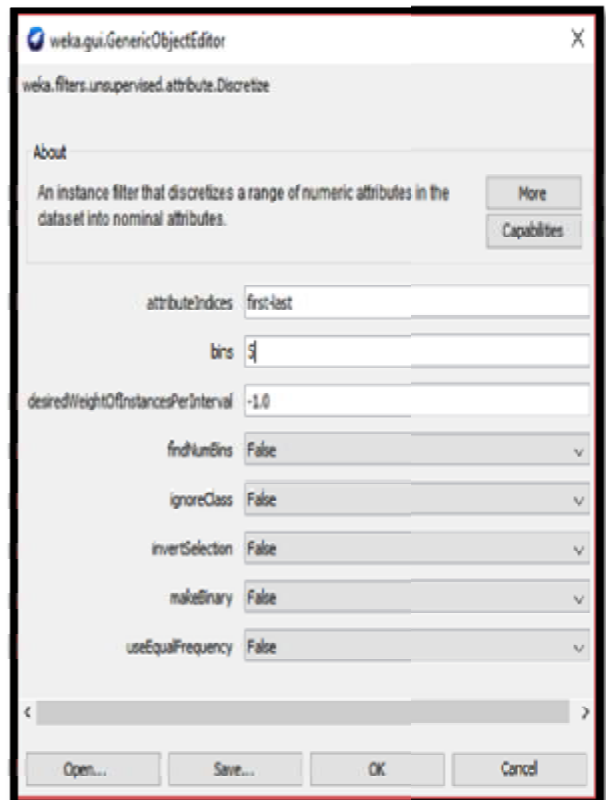 weka.gui.GenericObjectEditor
weka.filters.unsupervised.attribute.Discretize
About
An instance filter that discretizes a range of numeric attributes in the
dataset into nominal attributes.
More
Capabilities
attributeIndices first-last
bins 5
desiredWeightOfInstancesPerInterval -1.0
findNumBins False
ignoreClass False
invertSelection False
makeBinary False
useEqualFrequency False
Open... Save... OK Cancel